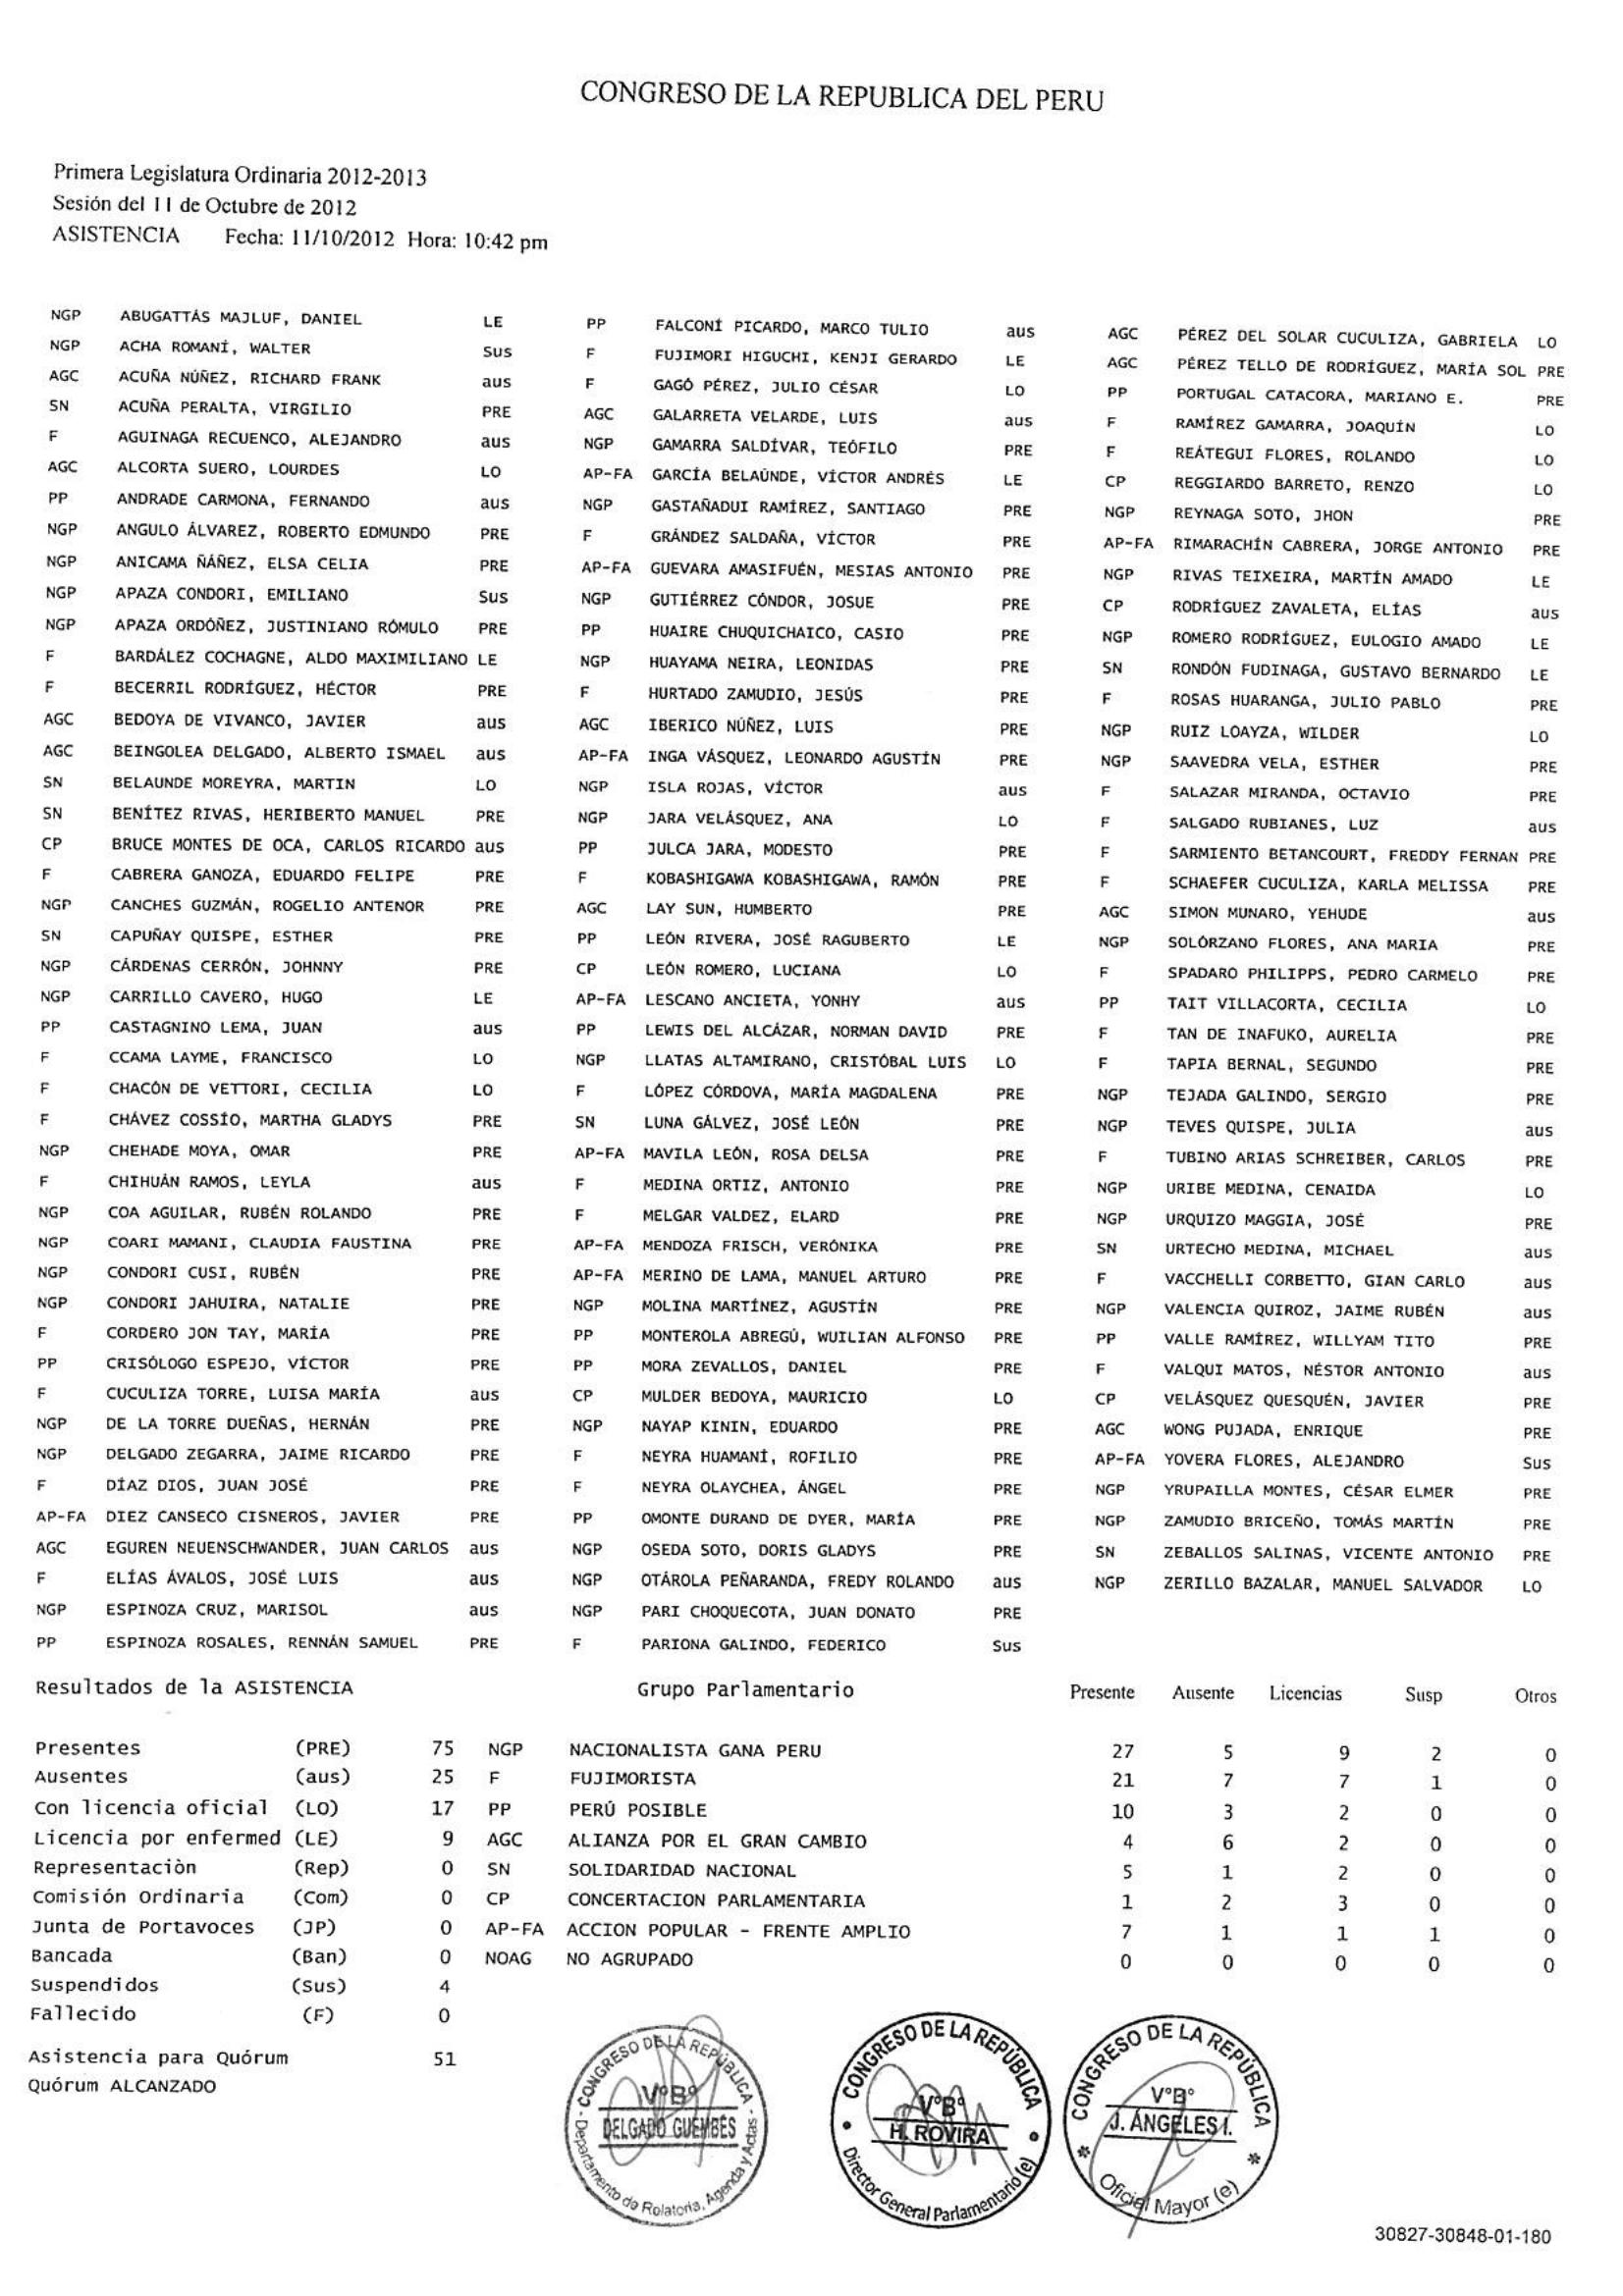 CONGRESO DE LA REPUBLICA DEL PERU
Primera Legislatura Ordinaria 2012-2013
Sesión del 11 de Octubre de 2012
ASISTENCIA Fecha: 11/10/2012 Hora: 10:42 pm
NGP ABUGATTÁS MAJLUF, DANIEL LE
NGP ACHA ROMANÍ, WALTER Sus
AGC ACUÑA NÚÑEZ, RICHARD FRANK aus
SN ACUÑA PERALTA, VIRGILIO PRE
F AGUINAGA RECUENCO, ALEJANDRO aus
AGC ALCORTA SUERO, LOURDES LO
PP ANDRADE CARMONA, FERNANDO aus
NGP ANGULO ÁLVAREZ, ROBERTO EDMUNDO PRE
NGP ANICAMA ÑÁÑEZ, ELSA CELIA PRE
NGP APAZA CONDORI, EMILIANO Sus
NGP APAZA ORDÓÑEZ, JUSTINIANO RÓMULO PRE
F BARDÁLEZ COCHAGNE, ALDO MAXIMILIANO LE
F BECERRIL RODRÍGUEZ, HÉCTOR PRE
AGC BEDOYA DE VIVANCO, JAVIER aus
AGC BEINGOLEA DELGADO, ALBERTO ISMAEL aus
SN BELAUNDE MOREYRA, MARTIN LO
SN BENÍTEZ RIVAS, HERIBERTO MANUEL PRE
CP BRUCE MONTES DE OCA, CARLOS RICARDO aus
F CABRERA GANOZA, EDUARDO FELIPE PRE
NGP CANCHES GUZMÁN, ROGELIO ANTENOR PRE
SN CAPUÑAY QUISPE, ESTHER PRE
NGP CÁRDENAS CERRÓN, JOHNNY PRE
NGP CARRILLO CAVERO, HUGO LE
PP CASTAGNINO LEMA, JUAN aus
F CCAMA LAYME, FRANCISCO LO
F CHACÓN DE VETTORI, CECILIA LO
F CHÁVEZ COSSÍO, MARTHA GLADYS PRE
NGP CHEHADE MOYA, OMAR PRE
F CHIHUÁN RAMOS, LEYLA aus
NGP COA AGUILAR, RUBÉN ROLANDO PRE
NGP COARI MAMANI, CLAUDIA FAUSTINA PRE
NGP CONDORI CUSI, RUBÉN PRE
NGP CONDORI JAHUIRA, NATALIE PRE
F CORDERO JON TAY, MARÍA PRE
PP CRISÓLOGO ESPEJO, VÍCTOR PRE
F CUCULIZA TORRE, LUISA MARÍA aus
NGP DE LA TORRE DUEÑAS, HERNÁN PRE
NGP DELGADO ZEGARRA, JAIME RICARDO PRE
F DÍAZ DIOS, JUAN JOSÉ PRE
AP-FA DIEZ CANSECO CISNEROS, JAVIER PRE
AGC EGUREN NEUENSCHWANDER, JUAN CARLOS aus
F ELÍAS ÁVALOS, JOSÉ LUIS aus
NGP ESPINOZA CRUZ, MARISOL aus
PP ESPINOZA ROSALES, RENNÁN SAMUEL PRE
PP FALCONÍ PICARDO, MARCO TULIO aus
F FUJIMORI HIGUCHI, KENJI GERARDO LE
F GAGÓ PÉREZ, JULIO CÉSAR LO
AGC GALARRETA VELARDE, LUIS aus
NGP GAMARRA SALDÍVAR, TEÓFILO PRE
AP-FA GARCÍA BELAÚNDE, VÍCTOR ANDRÉS LE
NGP GASTAÑADUI RAMÍREZ, SANTIAGO PRE
F GRÁNDEZ SALDAÑA, VÍCTOR PRE
AP-FA GUEVARA AMASIFUÉN, MESIAS ANTONIO PRE
NGP GUTIÉRREZ CÓNDOR, JOSUE PRE
PP HUAIRE CHUQUICHAICO, CASIO PRE
NGP HUAYAMA NEIRA, LEONIDAS PRE
F HURTADO ZAMUDIO, JESÚS PRE
AGC IBERICO NÚÑEZ, LUIS PRE
AP-FA INGA VÁSQUEZ, LEONARDO AGUSTÍN PRE
NGP ISLA ROJAS, VÍCTOR aus
NGP JARA VELÁSQUEZ, ANA LO
PP JULCA JARA, MODESTO PRE
F KOBASHIGAWA KOBASHIGAWA, RAMÓN PRE
AGC LAY SUN, HUMBERTO PRE
PP LEÓN RIVERA, JOSÉ RAGUBERTO LE
CP LEÓN ROMERO, LUCIANA LO
AP-FA LESCANO ANCIETA, YONHY aus
PP LEWIS DEL ALCÁZAR, NORMAN DAVID PRE
NGP LLATAS ALTAMIRANO, CRISTÓBAL LUIS LO
F LÓPEZ CÓRDOVA, MARÍA MAGDALENA PRE
SN LUNA GÁLVEZ, JOSÉ LEÓN PRE
AP-FA MAVILA LEÓN, ROSA DELSA PRE
F MEDINA ORTIZ, ANTONIO PRE
F MELGAR VALDEZ, ELARD PRE
AP-FA MENDOZA FRISCH, VERÓNIKA PRE
AP-FA MERINO DE LAMA, MANUEL ARTURO PRE
NGP MOLINA MARTÍNEZ, AGUSTÍN PRE
PP MONTEROLA ABREGÚ, WUILIAN ALFONSO PRE
PP MORA ZEVALLOS, DANIEL PRE
CP MULDER BEDOYA, MAURICIO LO
NGP NAYAP KININ, EDUARDO PRE
F NEYRA HUAMANÍ, ROFILIO PRE
F NEYRA OLAYCHEA, ÁNGEL PRE
PP OMONTE DURAND DE DYER, MARÍA PRE
NGP OSEDA SOTO, DORIS GLADYS PRE
NGP OTÁROLA PEÑARANDA, FREDY ROLANDO aus
NGP PARI CHOQUECOTA, JUAN DONATO PRE
F PARIONA GALINDO, FEDERICO Sus
AGC PÉREZ DEL SOLAR CUCULIZA, GABRIELA LO
AGC PÉREZ TELLO DE RODRÍGUEZ, MARÍA SOL PRE
PP PORTUGAL CATACORA, MARIANO E. PRE
F RAMÍREZ GAMARRA, JOAQUÍN LO
F REÁTEGUI FLORES, ROLANDO LO
CP REGGIARDO BARRETO, RENZO LO
NGP REYNAGA SOTO, JHON PRE
AP-FA RIMARACHÍN CABRERA, JORGE ANTONIO PRE
NGP RIVAS TEIXEIRA, MARTÍN AMADO LE
CP RODRÍGUEZ ZAVALETA, ELÍAS aus
NGP ROMERO RODRÍGUEZ, EULOGIO AMADO LE
SN RONDÓN FUDINAGA, GUSTAVO BERNARDO LE
F ROSAS HUARANGA, JULIO PABLO PRE
NGP RUIZ LOAYZA, WILDER LO
NGP SAAVEDRA VELA, ESTHER PRE
F SALAZAR MIRANDA, OCTAVIO PRE
F SALGADO RUBIANES, LUZ aus
F SARMIENTO BETANCOURT, FREDDY FERNAN PRE
F SCHAEFER CUCULIZA, KARLA MELISSA PRE
AGC SIMON MUNARO, YEHUDE aus
NGP SOLÓRZANO FLORES, ANA MARIA PRE
F SPADARO PHILIPPS, PEDRO CARMELO PRE
PP TAIT VILLACORTA, CECILIA LO
F TAN DE INAFUKO, AURELIA PRE
F TAPIA BERNAL, SEGUNDO PRE
NGP TEJADA GALINDO, SERGIO PRE
NGP TEVES QUISPE, JULIA aus
F TUBINO ARIAS SCHREIBER, CARLOS PRE
NGP URIBE MEDINA, CENAIDA LO
NGP URQUIZO MAGGIA, JOSÉ PRE
SN URTECHO MEDINA, MICHAEL aus
F VACCHELLI CORBETTO, GIAN CARLO aus
NGP VALENCIA QUIROZ, JAIME RUBÉN aus
PP VALLE RAMÍREZ, WILLYAM TITO PRE
F VALQUI MATOS, NÉSTOR ANTONIO aus
CP VELÁSQUEZ QUESQUÉN, JAVIER PRE
AGC WONG PUJADA, ENRIQUE PRE
AP-FA YOVERA FLORES, ALEJANDRO Sus
NGP YRUPAILLA MONTES, CÉSAR ELMER PRE
NGP ZAMUDIO BRICEÑO, TOMÁS MARTÍN PRE
SN ZEBALLOS SALINAS, VICENTE ANTONIO PRE
NGP ZERILLO BAZALAR, MANUEL SALVADOR LO
Resultados de la ASISTENCIA
Presentes (PRE) 75
Ausentes (aus) 25
Con licencia oficial (LO) 17
Licencia por enfermed (LE) 9
Representaciòn (Rep) 0
Comisión Ordinaria (Com) 0
Junta de Portavoces (JP) 0
Bancada (Ban) 0
Suspendidos (Sus) 4
Fallecido (F) 0
Asistencia para Quórum 51
Quórum ALCANZADO
Grupo Parlamentario Presente Ausente Licencias Susp Otros
NGP NACIONALISTA GANA PERU 27 5 9 2 0
F FUJIMORISTA 21 7 7 1 0
PP PERÚ POSIBLE 10 3 2 0 0
AGC ALIANZA POR EL GRAN CAMBIO 4 6 2 0 0
SN SOLIDARIDAD NACIONAL 5 1 2 0 0
CP CONCERTACION PARLAMENTARIA 1 2 3 0 0
AP-FA ACCION POPULAR - FRENTE AMPLIO 7 1 1 1 0
NOAG NO AGRUPADO 0 0 0 0 0
CONGRESO DE LA REPÚBLICA
V°B°
DELGADO GUEMBES
Departamento de Relatoria, Agenda y Actas
CONGRESO DE LA REPÚBLICA
V°B°
H. ROVIRA
Director General Parlamentario (e)
CONGRESO DE LA REPÚBLICA
V°B°
J. ÁNGELES I.
Oficial Mayor (e)
30827-30848-01-180